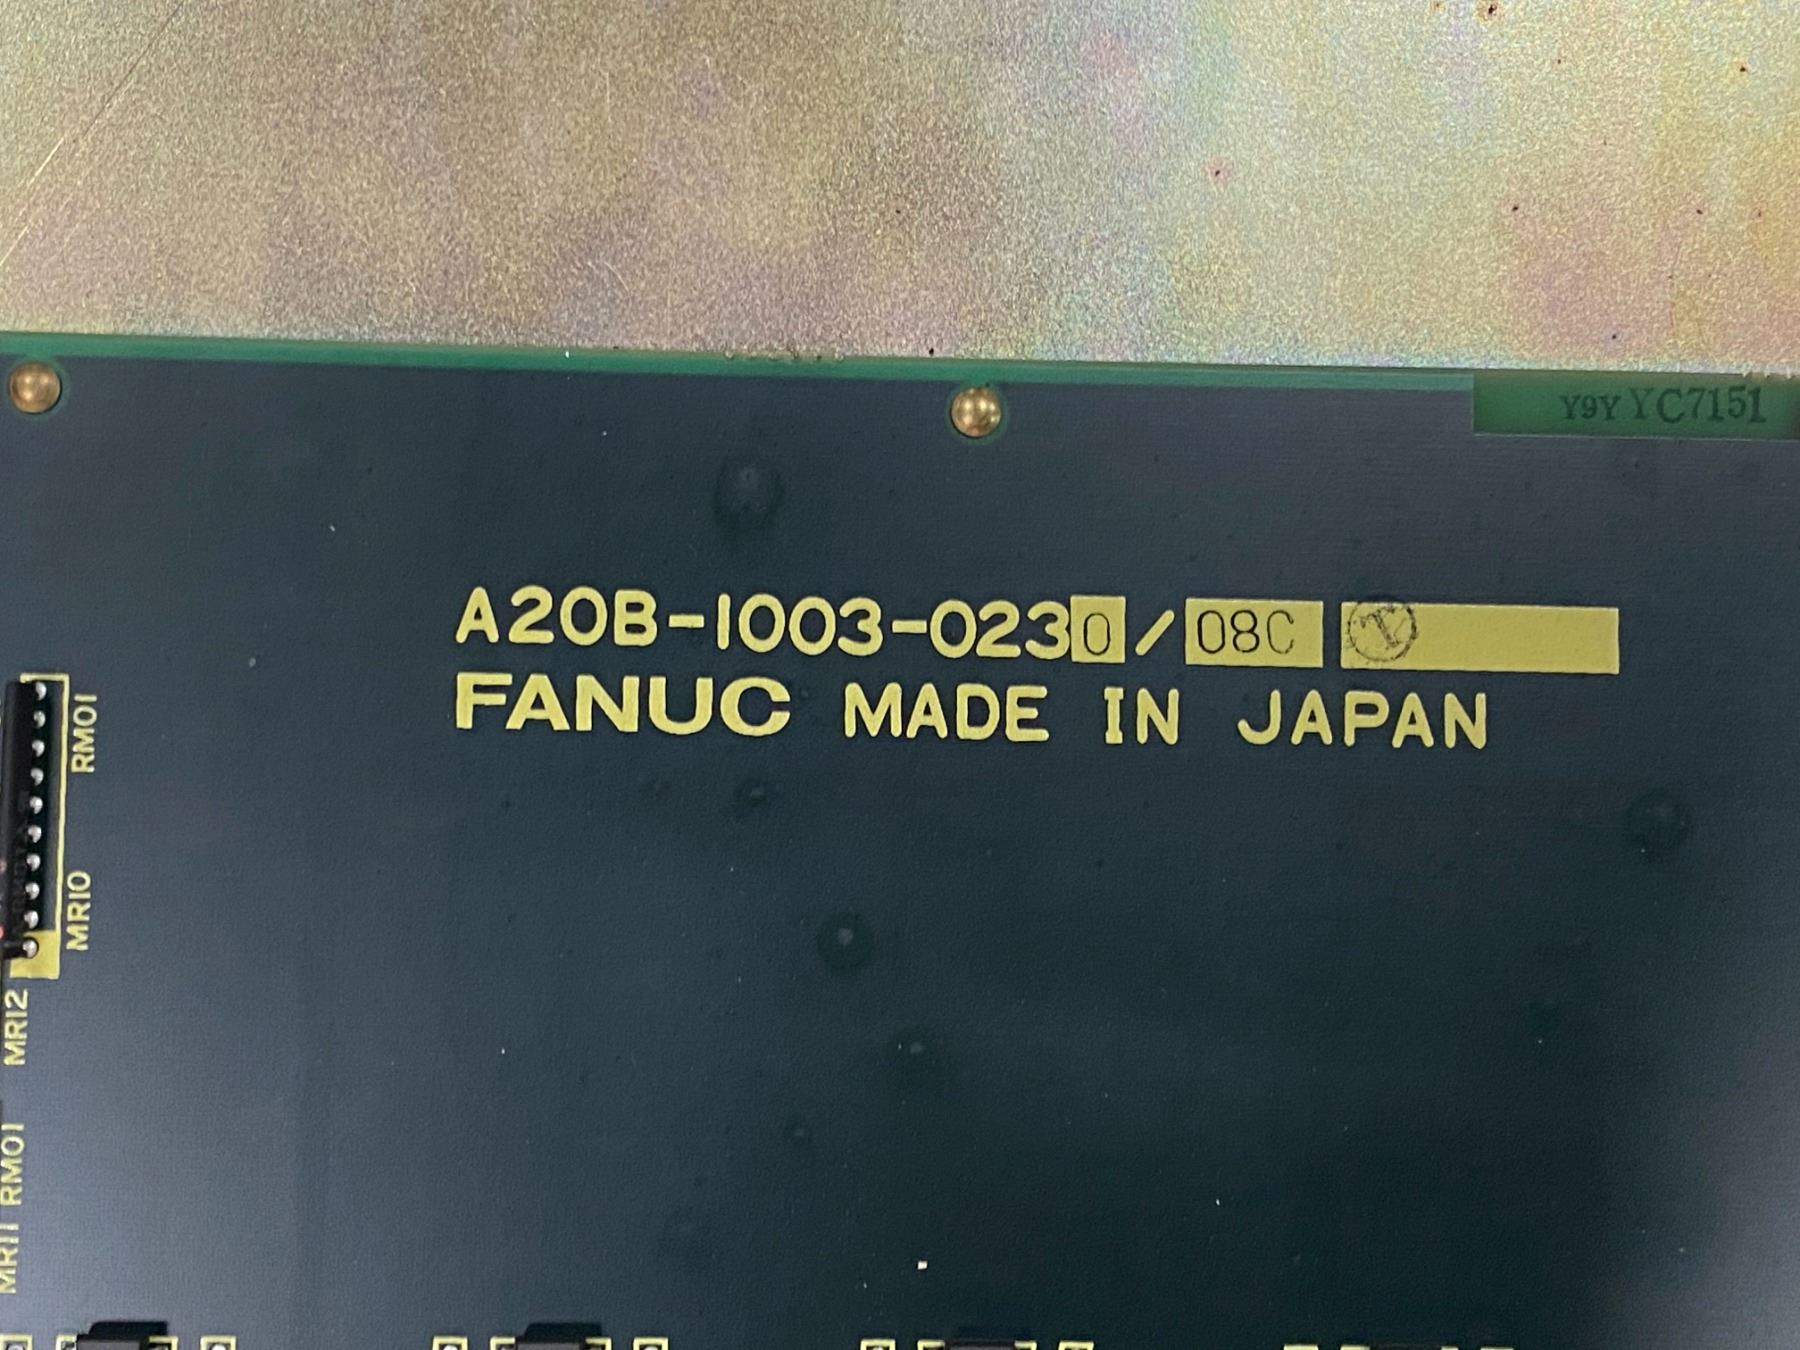 Y9Y YC7151
A20B-1003-0230/08C T
FANUC MADE IN JAPAN
RM01
MR10
MR12
MR11 RM01